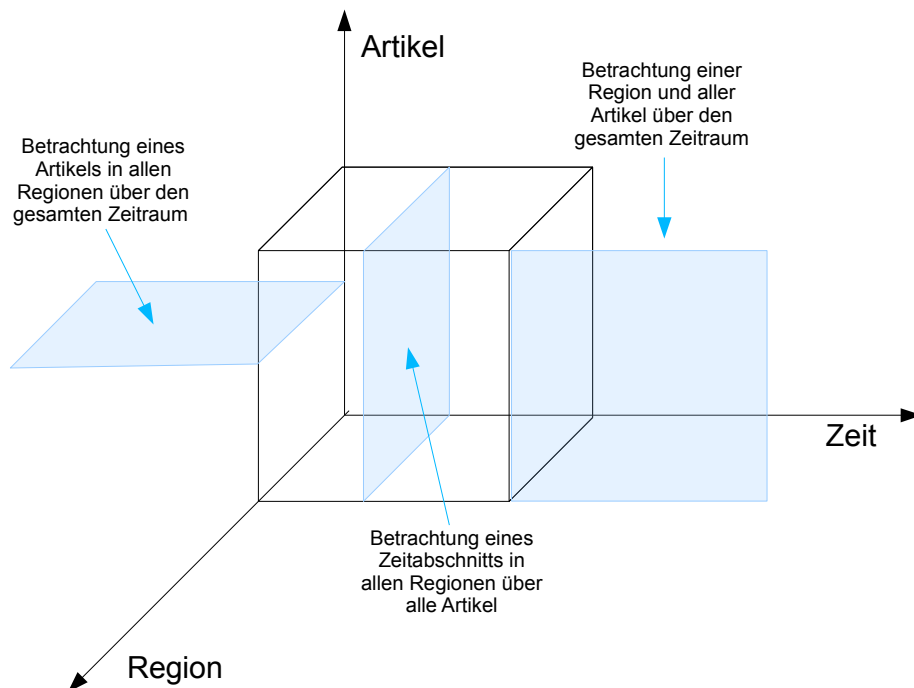 Artikel
Betrachtung einer
Region und aller
Artikel über den
gesamten Zeitraum
Betrachtung eines
Artikels in allen
Regionen über den
gesamten Zeitraum
Zeit
Betrachtung eines
Zeitabschnitts in
allen Regionen über
alle Artikel
Region